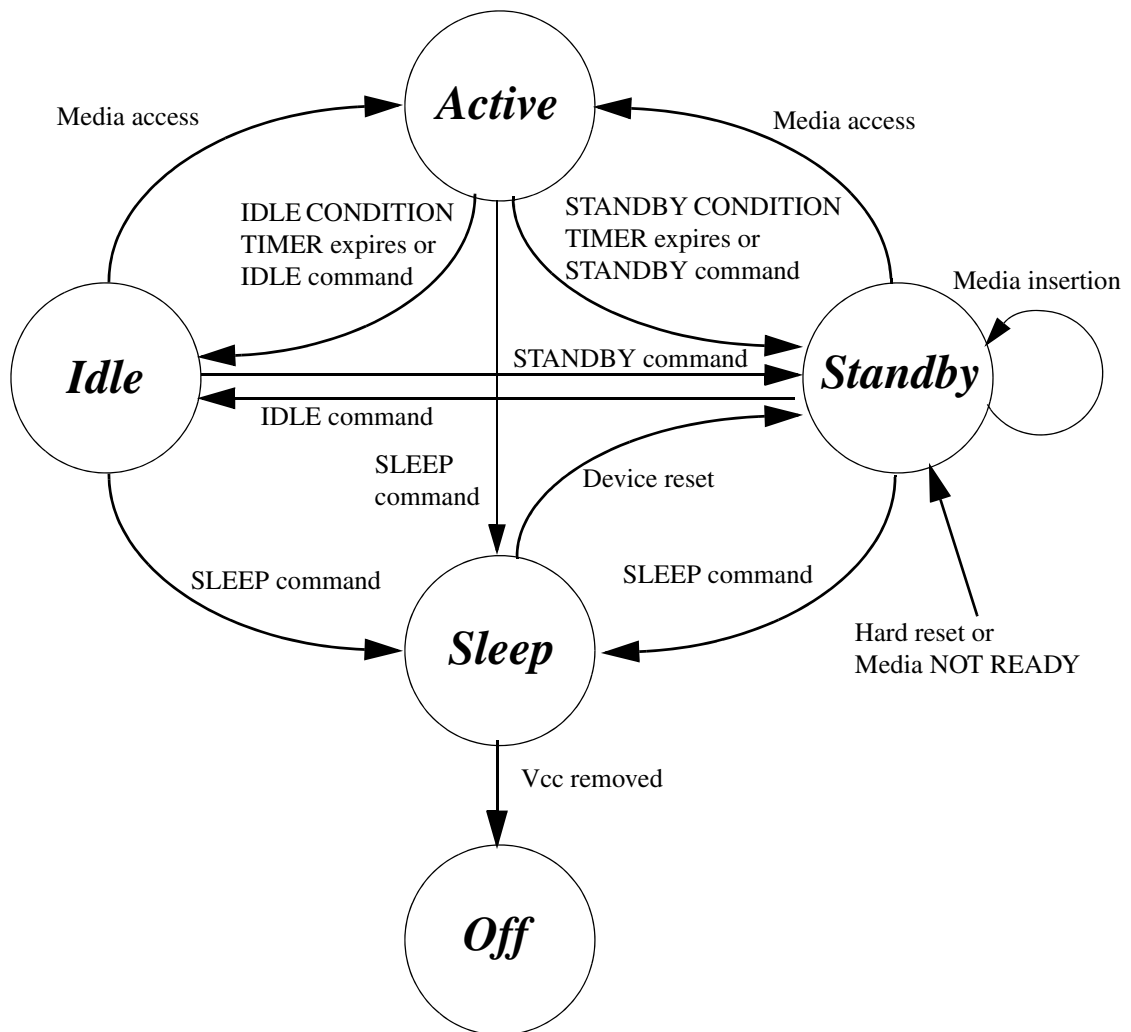 Active
Media access
Media access
IDLE CONDITION
TIMER expires or
IDLE command
STANDBY CONDITION
TIMER expires or
STANDBY command
Media insertion
Idle
STANDBY command
Standby
IDLE command
SLEEP
command
Device reset
SLEEP command
SLEEP command
Sleep
Hard reset or
Media NOT READY
Vcc removed
Off